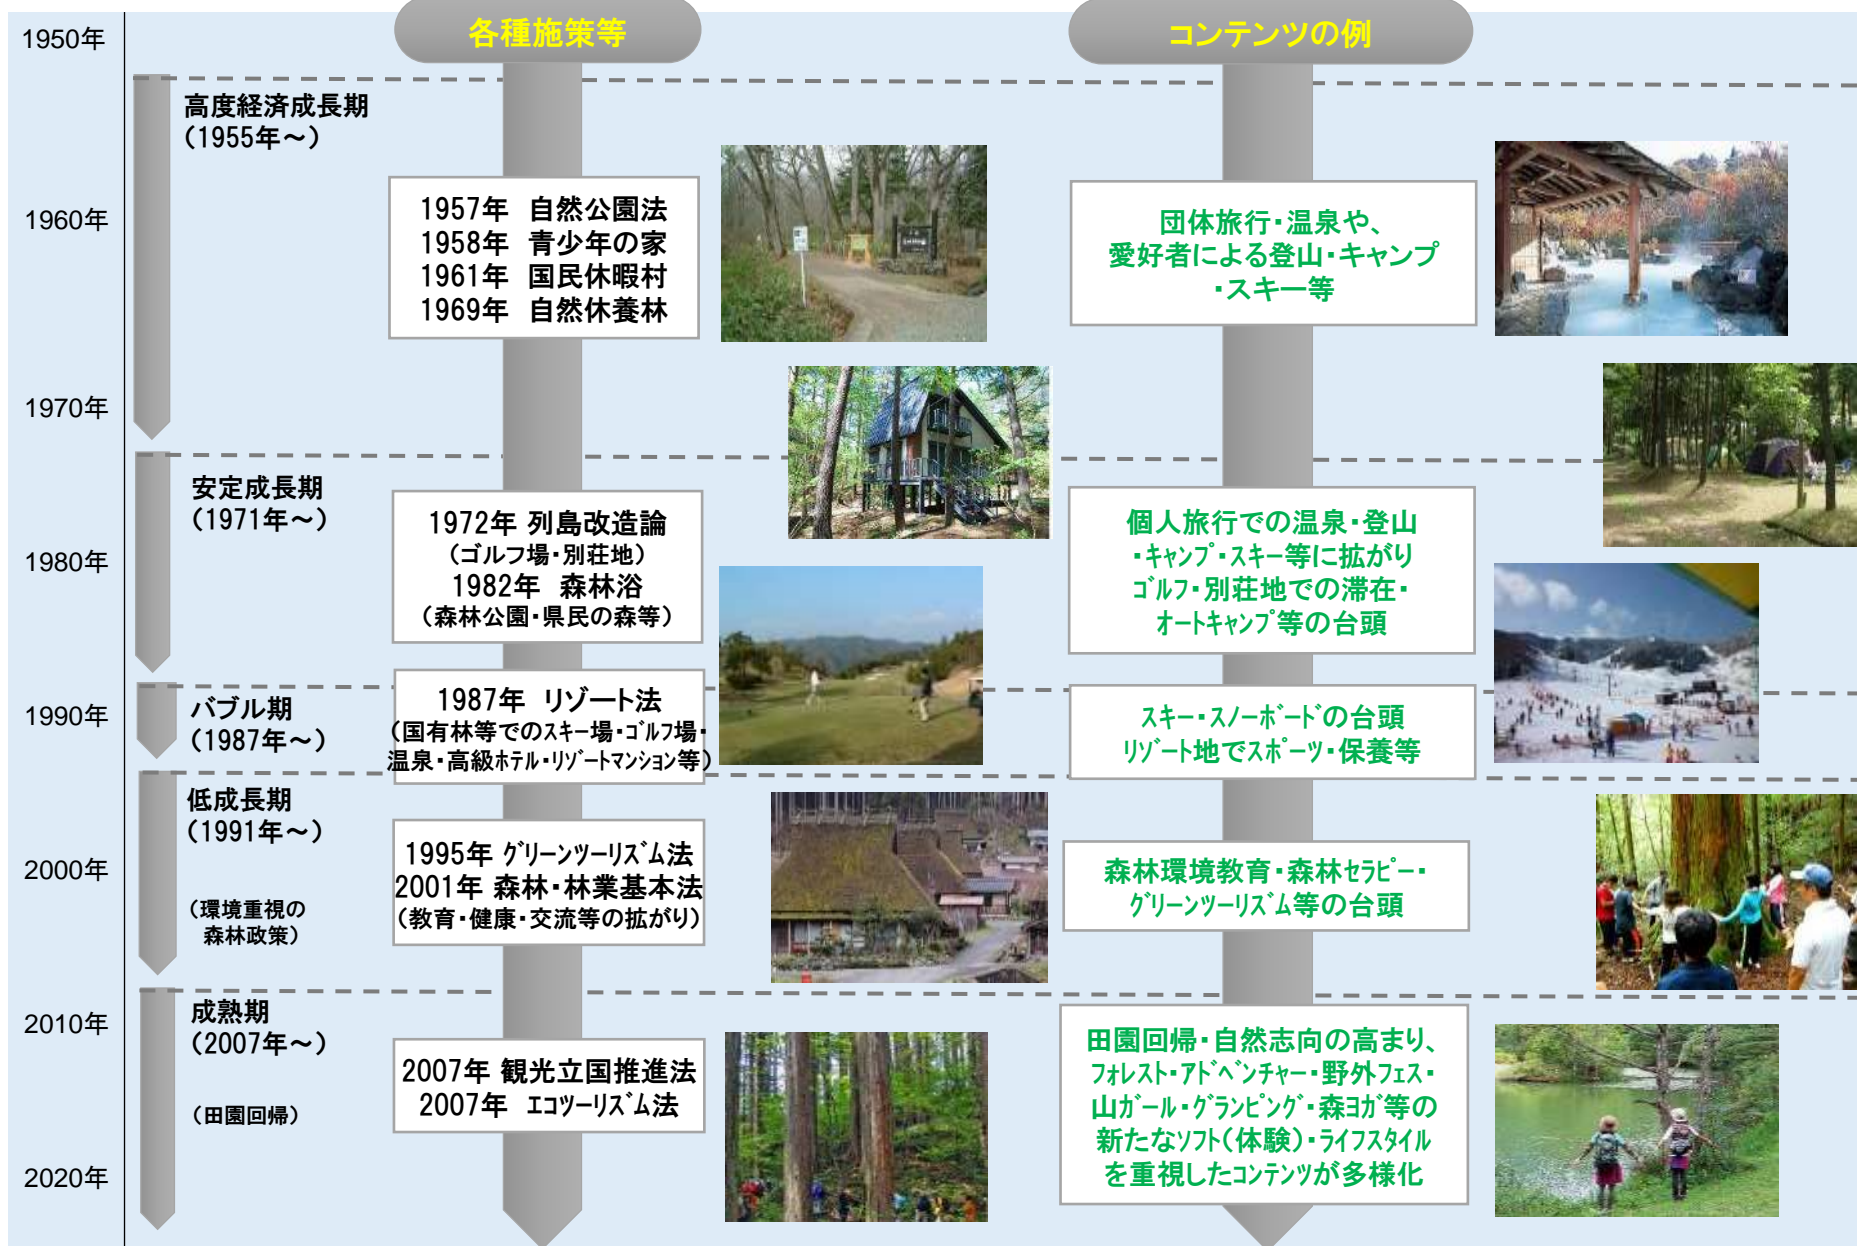 各種施策等
コンテンツの例
1950年
高度経済成長期
（1955年～）
1957年 自然公園法
1958年 青少年の家
1961年 国民休暇村
1969年 自然休養林
団体旅行・温泉や、
愛好者による登山・キャンプ
・スキー等
1960年
1970年
安定成長期
（1971年～）
1972年 列島改造論
（ゴルフ場・別荘地）
1982年 森林浴
（森林公園・県民の森等）
個人旅行での温泉・登山
・ｷｬﾝﾌﾟ・ｽｷｰ等に拡がり
ｺﾞﾙﾌ・別荘地での滞在・
ｵｰﾄｷｬﾝﾌﾟ等の台頭
1980年
バブル期
（1987年～）
1987年 リゾート法
（国有林等でのｽｷｰ場・ｺﾞﾙﾌ場・
温泉・高級ﾎﾃﾙ・ﾘｿﾞｰﾄﾏﾝｼｮﾝ等）
ｽｷｰ・ｽﾉｰﾎﾞｰﾄﾞの台頭
ﾘｿﾞｰﾄ地でｽﾎﾟｰﾂ・保養等
1990年
低成長期
（1991年～）
1995年 ｸﾞﾘｰﾝﾂｰﾘｽﾞﾑ法
2001年 森林・林業基本法
（教育・健康・交流等の拡がり）
森林環境教育・森林ｾﾗﾋﾟｰ・
ｸﾞﾘｰﾝﾂｰﾘｽﾞﾑ等の台頭
2000年
（環境重視の
森林政策）
成熟期
（2007年～）
2010年
2007年 観光立国推進法
2007年 ｴｺﾂｰﾘｽﾞﾑ法
田園回帰・自然志向の高まり、
ﾌｫﾚｽﾄ・ｱﾄﾞﾍﾞﾝﾁｬｰ・野外ﾌｪｽ・
山ｶﾞｰﾙ・ｸﾞﾗﾝﾋﾟﾝｸﾞ・森ﾖｶﾞ等の
新たなｿﾌﾄ（体験）・ﾗｲﾌｽﾀｲﾙ
を重視したｺﾝﾃﾝﾂが多様化
（田園回帰）
2020年